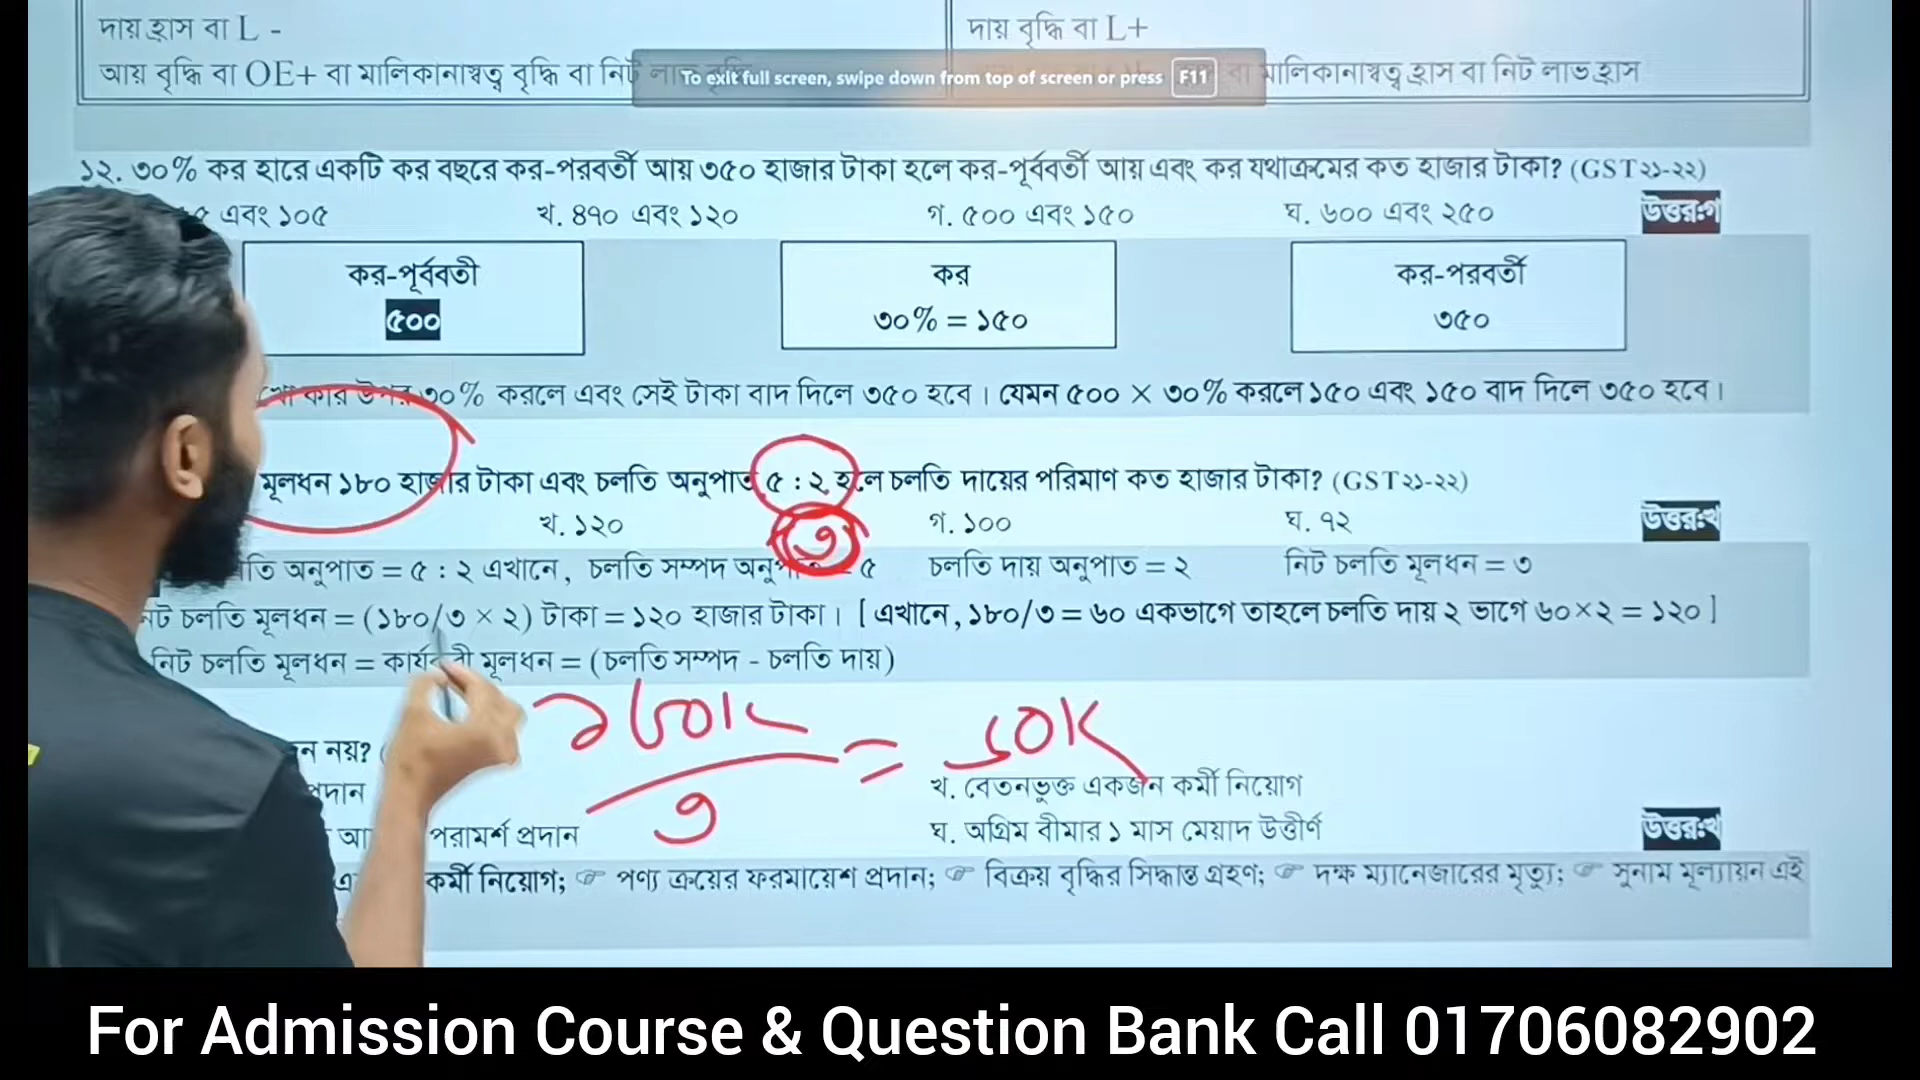 দায় হ্রাস বা L -
আয় বৃদ্ধি বা OE+ বা মালিকানাস্বত্ব বৃদ্ধি বা নিট লাভ বৃদ্ধি
দায় বৃদ্ধি বা L+
বা মালিকানাস্বত্ব হ্রাস বা নিট লাভ হ্রাস
To exit full screen, swipe down from top of screen or press F11
১২. ৩০% কর হারে একটি কর বছরে কর-পরবর্তী আয় ৩৫০ হাজার টাকা হলে কর-পূর্ববর্তী আয় এবং কর যথাক্রমের কত হাজার টাকা? (GST২১-২২)
৫ এবং ১০৫ খ. ৪৭০ এবং ১২০ গ. ৫০০ এবং ১৫০ ঘ. ৬০০ এবং ২৫০ উত্তর:গ
কর-পূর্ববর্তী কর কর-পরবর্তী
৫০০ ৩০% = ১৫০ ৩৫০
উপর ৩০% করলে এবং সেই টাকা বাদ দিলে ৩৫০ হবে। যেমন ৫০০ × ৩০% করলে ১৫০ এবং ১৫০ বাদ দিলে ৩৫০ হবে।
মূলধন ১৮০ হাজার টাকা এবং চলতি অনুপাত ৫ : ২ হলে চলতি দায়ের পরিমাণ কত হাজার টাকা? (GST২১-২২)
খ. ১২০ গ. ১০০ ঘ. ৭২ উত্তর:খ
৩
তি অনুপাত = ৫ : ২ এখানে, চলতি সম্পদ অনুপাত = ৫ চলতি দায় অনুপাত = ২ নিট চলতি মূলধন = ৩
নিট চলতি মূলধন = (১৮০/৩ × ২) টাকা = ১২০ হাজার টাকা। [এখানে, ১৮০/৩ = ৬০ একভাগে তাহলে চলতি দায় ২ ভাগে ৬০×২ = ১২০]
নিট চলতি মূলধন = কার্যকরী মূলধন = (চলতি সম্পদ - চলতি দায়)
১৮০K = ৬০K
৩
ন নয়? (
প্রদান খ. বেতনভুক্ত একজন কর্মী নিয়োগ
পরামর্শ প্রদান ঘ. অগ্রিম বীমার ১ মাস মেয়াদ উত্তীর্ণ উত্তর:খ
কর্মী নিয়োগ; ☞ পণ্য ক্রয়ের ফরমায়েশ প্রদান; ☞ বিক্রয় বৃদ্ধির সিদ্ধান্ত গ্রহণ; ☞ দক্ষ ম্যানেজারের মৃত্যু; ☞ সুনাম মূল্যায়ন এই
For Admission Course & Question Bank Call 01706082902